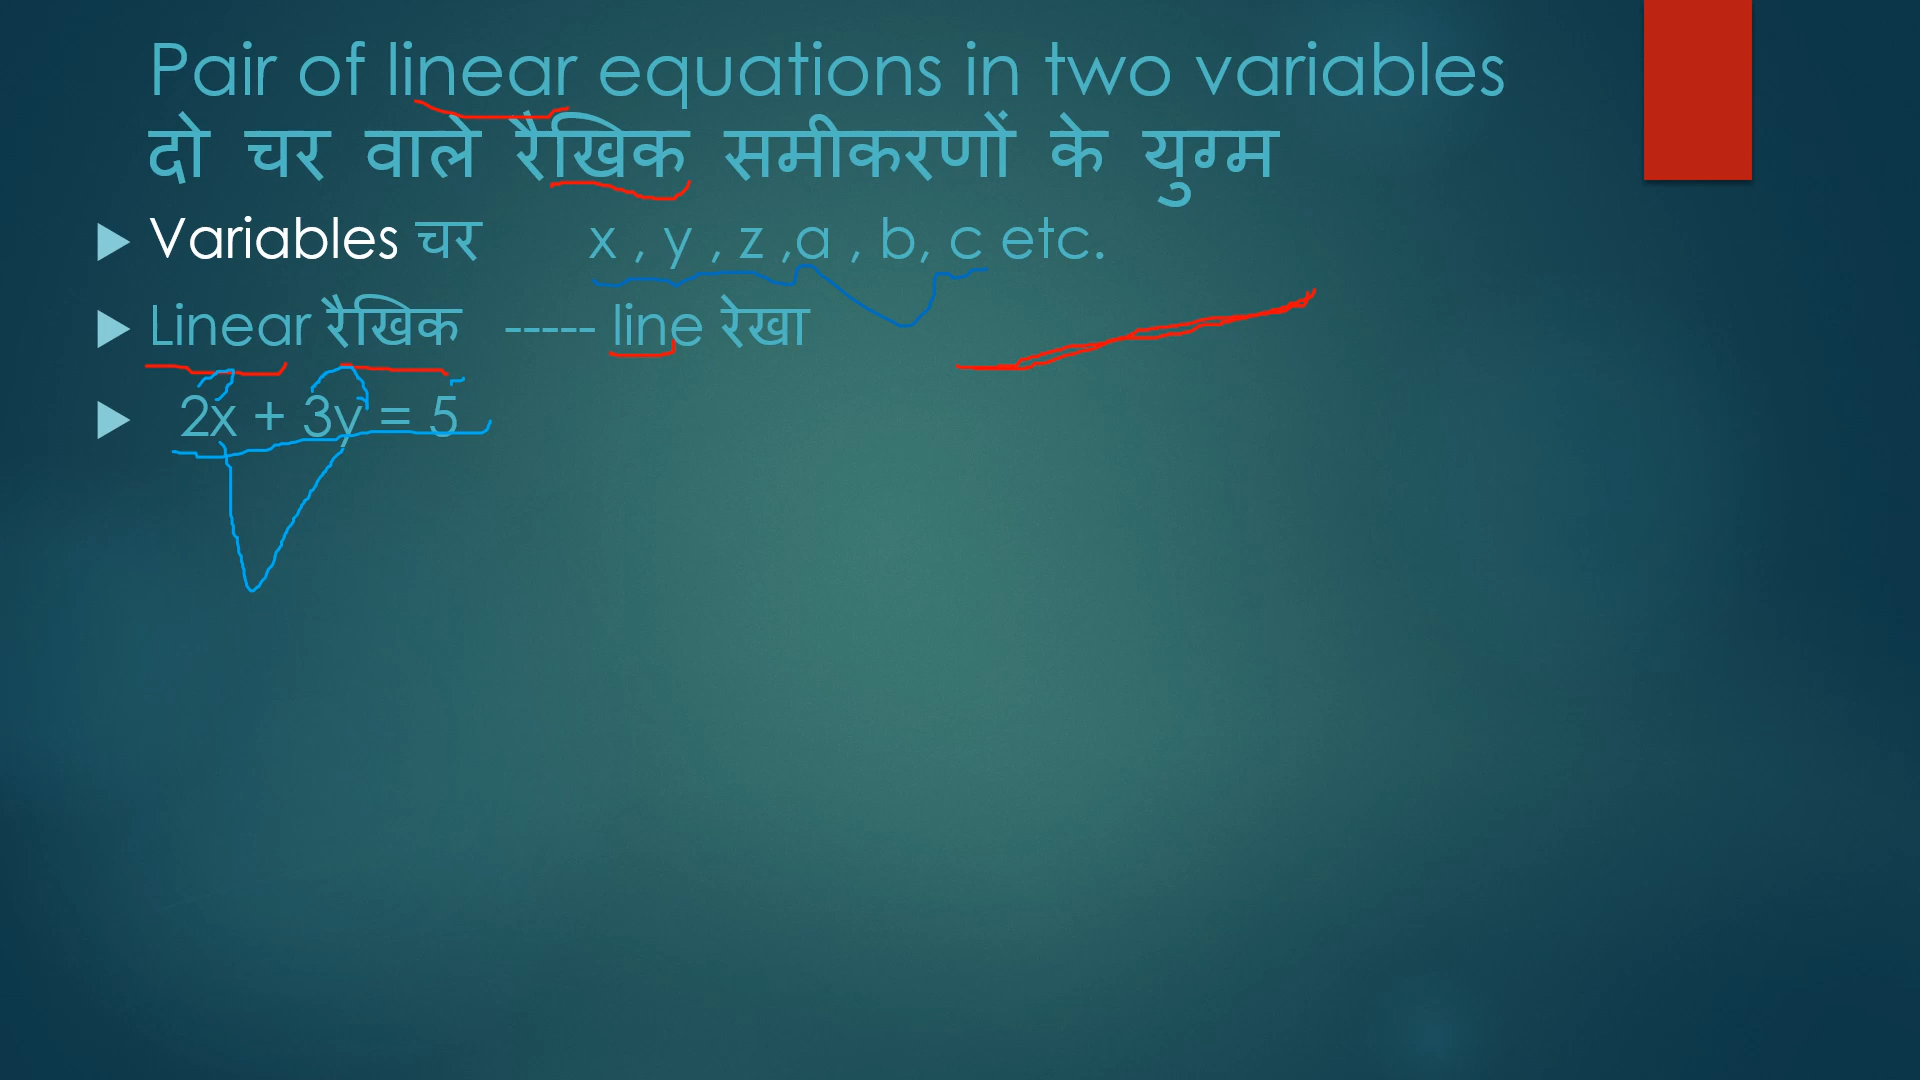 Pair of linear equations in two variables
दो चर वाले रैखिक समीकरणों के युग्म
Variables चर x , y , z ,a , b, c etc.
Linear रैखिक ----- line रेखा
2x + 3y = 5